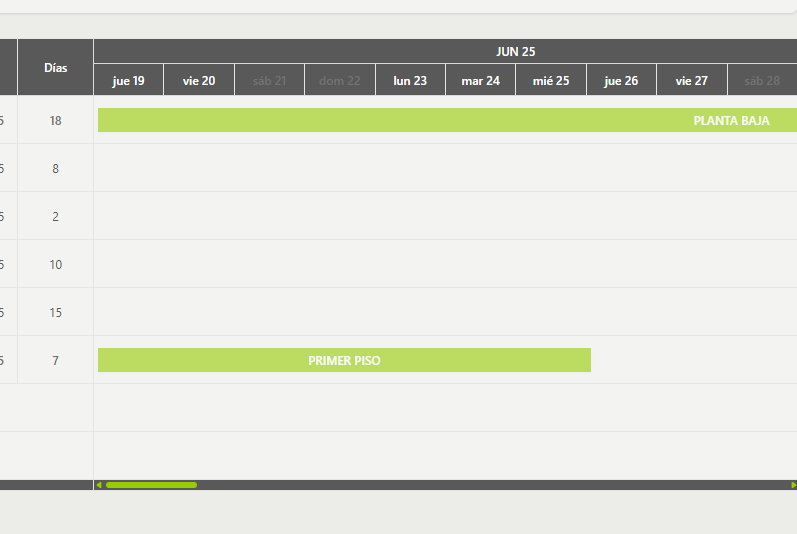 JUN 25
Días
jue 19 vie 20 sáb 21 dom 22 lun 23 mar 24 mié 25 jue 26 vie 27 sáb 28
5 18 PLANTA BAJA
5 8
5 2
5 10
5 15
5 7 PRIMER PISO